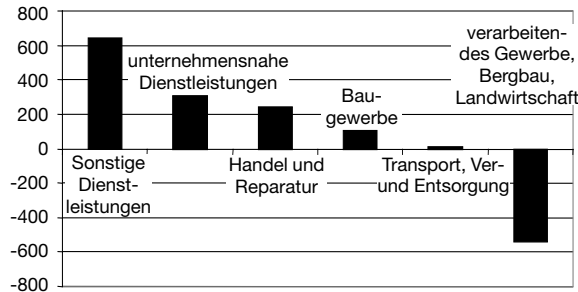 800
600
400
200
0
-200
-400
-600
-800
Sonstige
Dienst-
leistungen
unternehmensnahe
Dienstleistungen
Handel und
Reparatur
Bau-
gewerbe
Transport, Ver-
und Entsorgung
verarbeiten-
des Gewerbe,
Bergbau,
Landwirtschaft